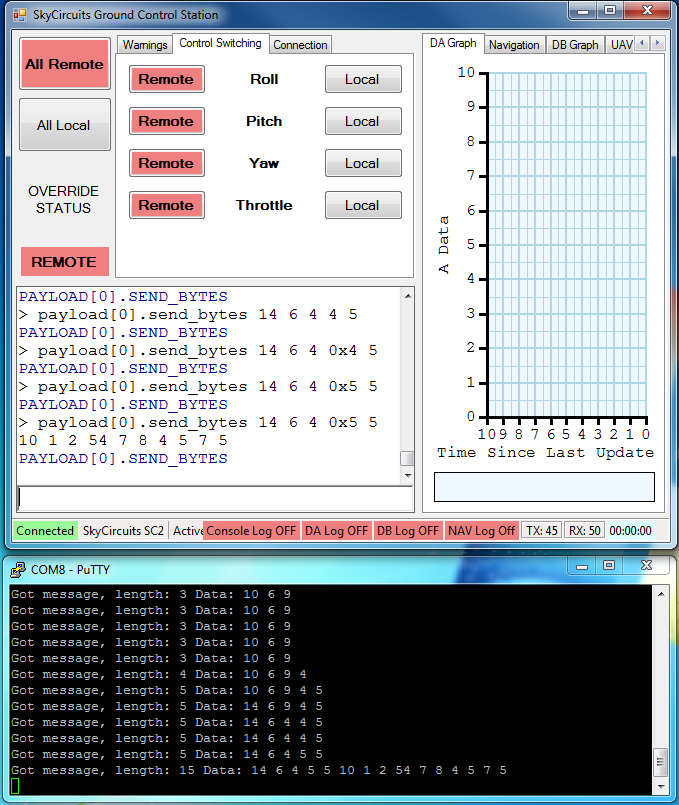 SkyCircuits Ground Control Station
All Remote
All Local
OVERRIDE
STATUS
REMOTE
Warnings Control Switching Connection
Remote Roll Local
Remote Pitch Local
Remote Yaw Local
Remote Throttle Local
DA Graph Navigation DB Graph UAV
A Data
10
9
8
7
6
5
4
3
2
1
0
10 9 8 7 6 5 4 3 2 1 0
Time Since Last Update
PAYLOAD[0].SEND_BYTES
> payload[0].send_bytes 14 6 4 4 5
PAYLOAD[0].SEND_BYTES
> payload[0].send_bytes 14 6 4 0x4 5
PAYLOAD[0].SEND_BYTES
> payload[0].send_bytes 14 6 4 0x5 5
PAYLOAD[0].SEND_BYTES
> payload[0].send_bytes 14 6 4 0x5 5
10 1 2 54 7 8 4 5 7 5
PAYLOAD[0].SEND_BYTES
Connected SkyCircuits SC2 Active Console Log OFF DA Log OFF DB Log OFF NAV Log Off TX: 45 RX: 50 00:00:00
COM8 - PuTTY
Got message, length: 3 Data: 10 6 9
Got message, length: 3 Data: 10 6 9
Got message, length: 3 Data: 10 6 9
Got message, length: 3 Data: 10 6 9
Got message, length: 3 Data: 10 6 9
Got message, length: 4 Data: 10 6 9 4
Got message, length: 5 Data: 10 6 9 4 5
Got message, length: 5 Data: 14 6 9 4 5
Got message, length: 5 Data: 14 6 4 4 5
Got message, length: 5 Data: 14 6 4 4 5
Got message, length: 5 Data: 14 6 4 5 5
Got message, length: 15 Data: 14 6 4 5 5 10 1 2 54 7 8 4 5 7 5